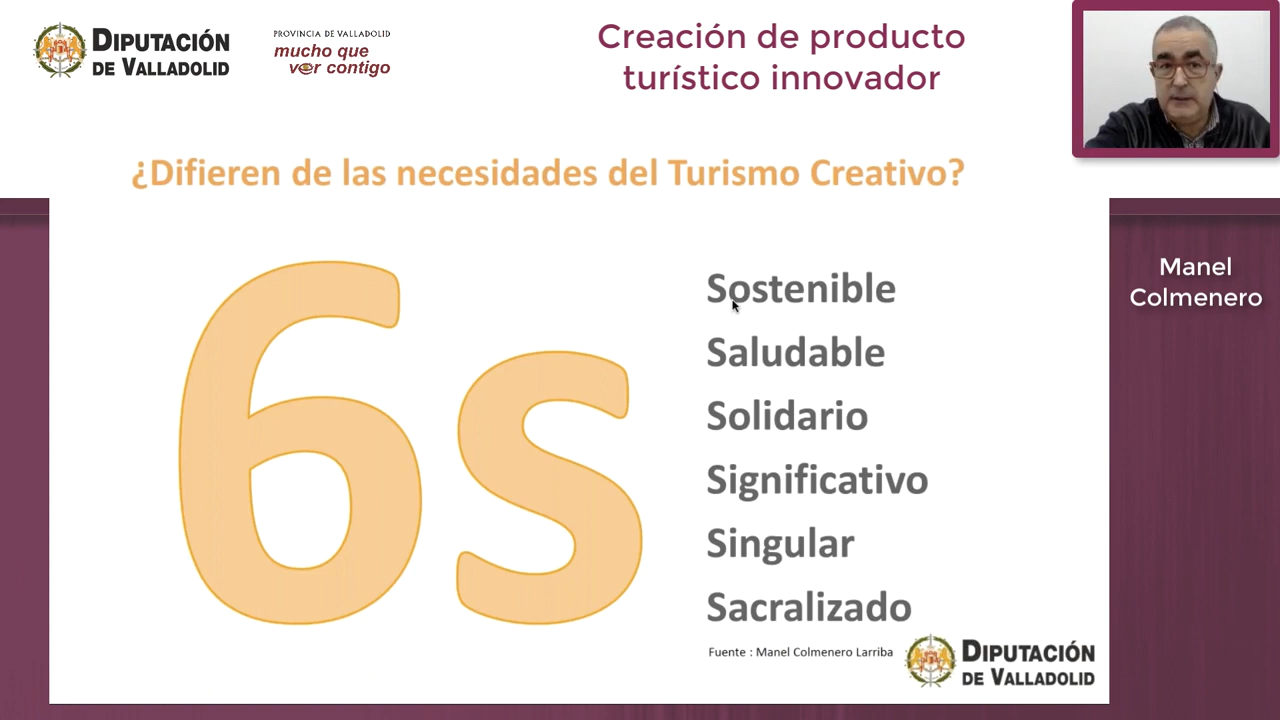 DIPUTACIÓN
DE VALLADOLID
PROVINCIA DE VALLADOLID
mucho que
ver contigo
Creación de producto
turístico innovador
¿Difieren de las necesidades del Turismo Creativo?
6s
Sostenible
Saludable
Solidario
Significativo
Singular
Sacralizado
Fuente : Manel Colmenero Larriba
DIPUTACIÓN
DE VALLADOLID
Manel
Colmenero